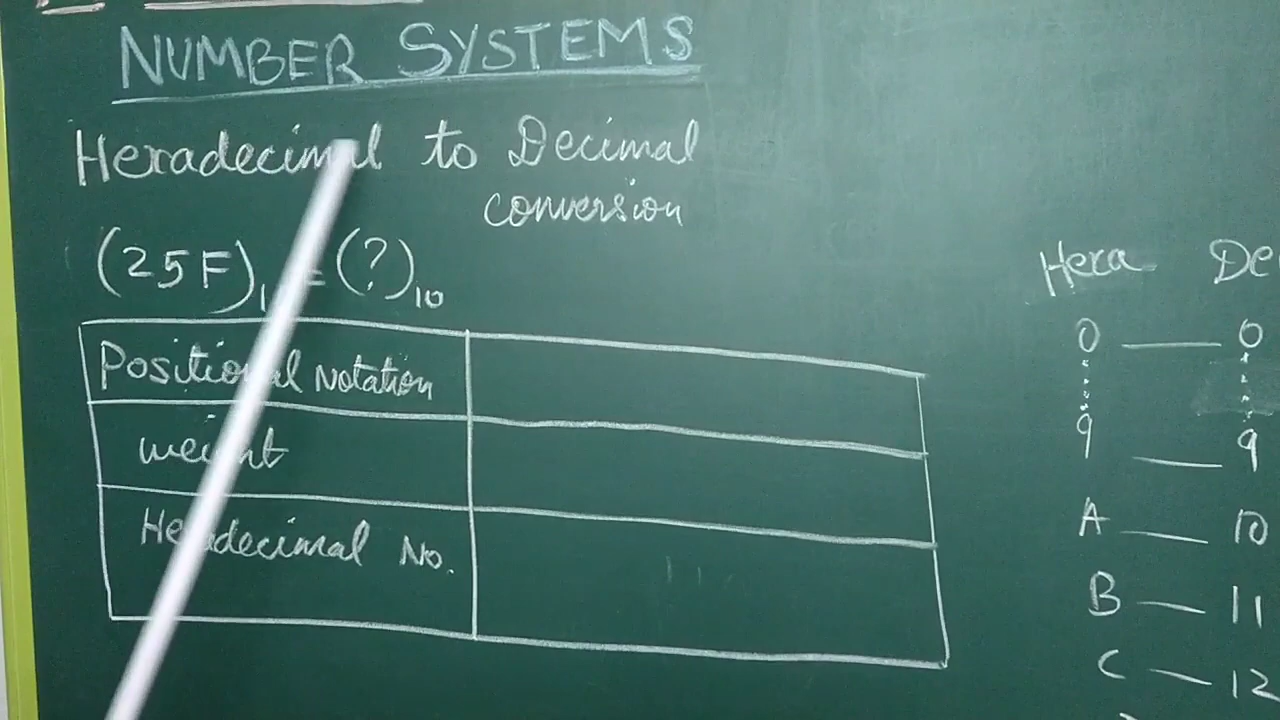 NUMBER SYSTEMS
Hexadecimal to Decimal
conversion
(25F)1 = (?)10
Positional Notation
weight
Hexadecimal No.
Hexa De
0 — 0
9 — 9
A — 10
B — 11
C — 12